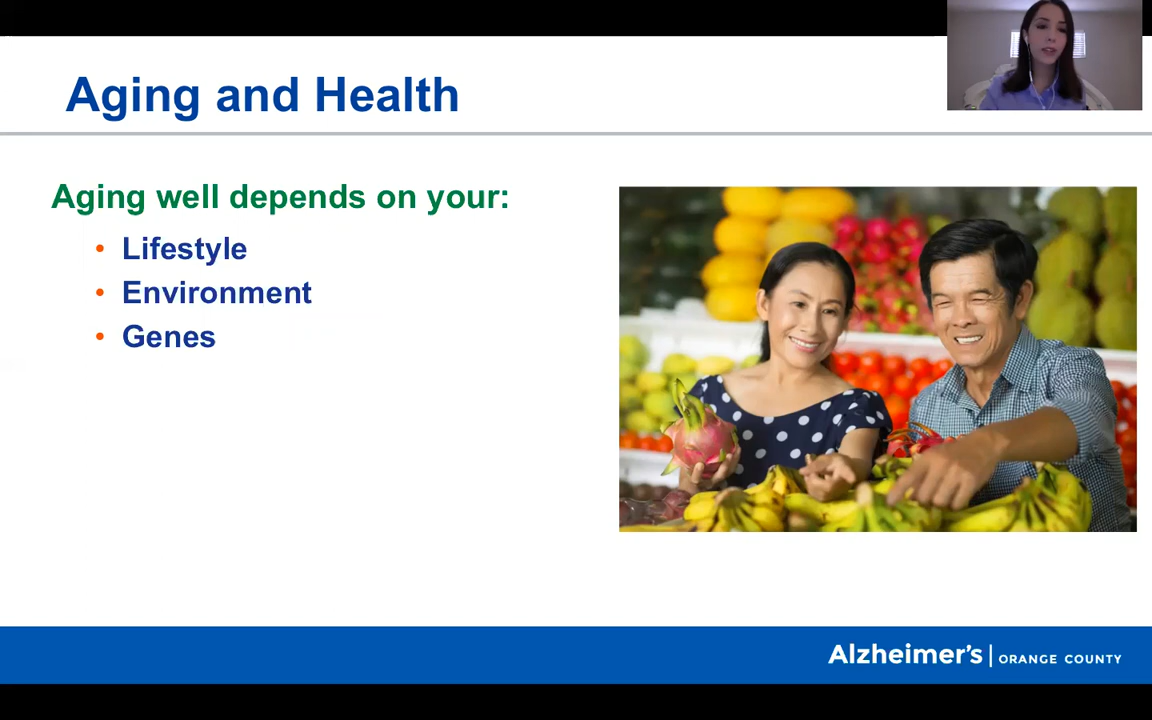 Aging and Health
Aging well depends on your:
• Lifestyle
• Environment
• Genes
Alzheimer's | ORANGE COUNTY